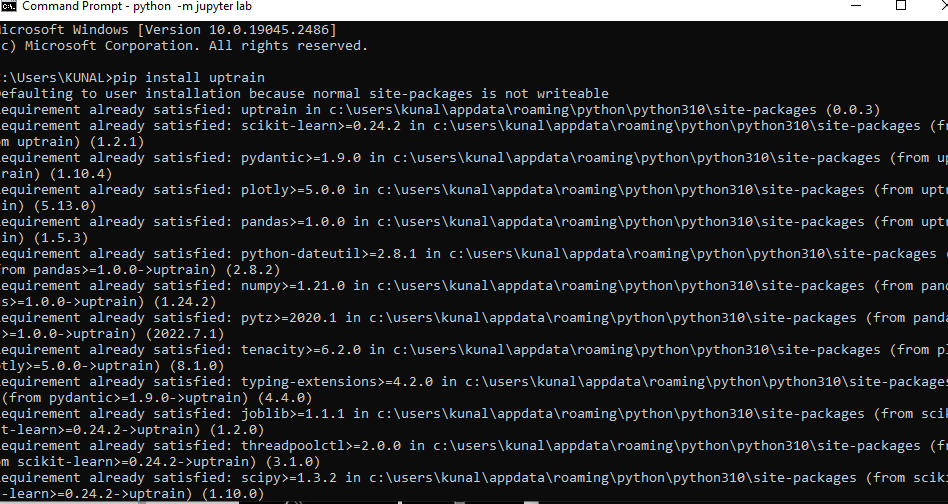 Command Prompt - python -m jupyter lab
icrosoft Windows [Version 10.0.19045.2486]
c) Microsoft Corporation. All rights reserved.
:\Users\KUNAL>pip install uptrain
efaulting to user installation because normal site-packages is not writeable
equirement already satisfied: uptrain in c:\users\kunal\appdata\roaming\python\python310\site-packages (0.0.3)
equirement already satisfied: scikit-learn>=0.24.2 in c:\users\kunal\appdata\roaming\python\python310\site-packages (fr
m uptrain) (1.2.1)
equirement already satisfied: pydantic>=1.9.0 in c:\users\kunal\appdata\roaming\python\python310\site-packages (from up
rain) (1.10.4)
equirement already satisfied: plotly>=5.0.0 in c:\users\kunal\appdata\roaming\python\python310\site-packages (from uptr
in) (5.13.0)
equirement already satisfied: pandas>=1.0.0 in c:\users\kunal\appdata\roaming\python\python310\site-packages (from uptr
in) (1.5.3)
equirement already satisfied: python-dateutil>=2.8.1 in c:\users\kunal\appdata\roaming\python\python310\site-packages (
rom pandas>=1.0.0->uptrain) (2.8.2)
equirement already satisfied: numpy>=1.21.0 in c:\users\kunal\appdata\roaming\python\python310\site-packages (from pand
s>=1.0.0->uptrain) (1.24.2)
equirement already satisfied: pytz>=2020.1 in c:\users\kunal\appdata\roaming\python\python310\site-packages (from panda
>=1.0.0->uptrain) (2022.7.1)
equirement already satisfied: tenacity>=6.2.0 in c:\users\kunal\appdata\roaming\python\python310\site-packages (from pl
tly>=5.0.0->uptrain) (8.1.0)
equirement already satisfied: typing-extensions>=4.2.0 in c:\users\kunal\appdata\roaming\python\python310\site-packages
(from pydantic>=1.9.0->uptrain) (4.4.0)
equirement already satisfied: joblib>=1.1.1 in c:\users\kunal\appdata\roaming\python\python310\site-packages (from scik
t-learn>=0.24.2->uptrain) (1.2.0)
equirement already satisfied: threadpoolctl>=2.0.0 in c:\users\kunal\appdata\roaming\python\python310\site-packages (fr
m scikit-learn>=0.24.2->uptrain) (3.1.0)
equirement already satisfied: scipy>=1.3.2 in c:\users\kunal\appdata\roaming\python\python310\site-packages (from sciki
-learn>=0.24.2->uptrain) (1.10.0)